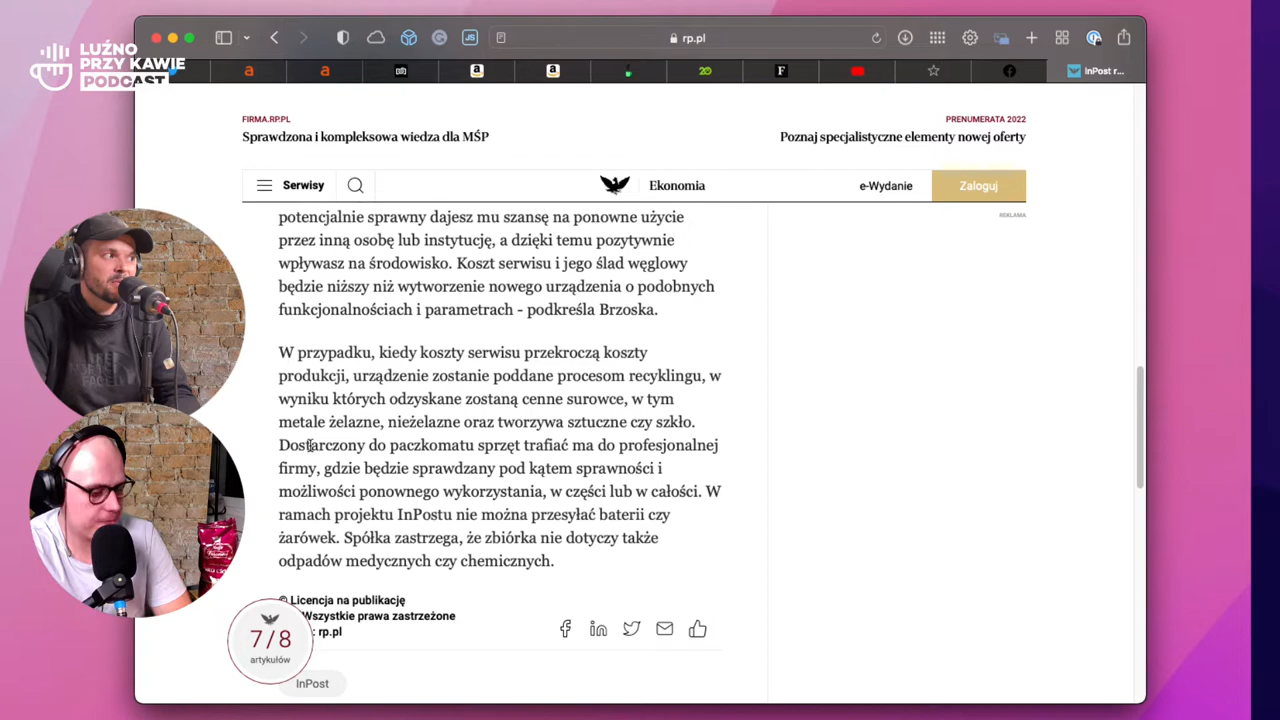 LUŹNO
PRZY KAWIE
PODCAST
rp.pl
InPost r...
FIRMA.RP.PL
Sprawdzona i kompleksowa wiedza dla MŚP
PRENUMERATA 2022
Poznaj specjalistyczne elementy nowej oferty
Serwisy
Ekonomia
e-Wydanie
Zaloguj
REKLAMA
potencjalnie sprawny dajesz mu szansę na ponowne użycie
przez inną osobę lub instytucję, a dzięki temu pozytywnie
wpływasz na środowisko. Koszt serwisu i jego ślad węglowy
będzie niższy niż wytworzenie nowego urządzenia o podobnych
funkcjonalnościach i parametrach - podkreśla Brzoska.
W przypadku, kiedy koszty serwisu przekroczą koszty
produkcji, urządzenie zostanie poddane procesom recyklingu, w
wyniku których odzyskane zostaną cenne surowce, w tym
metale żelazne, nieżelazne oraz tworzywa sztuczne czy szkło.
Dostarczony do paczkomatu sprzęt trafiać ma do profesjonalnej
firmy, gdzie będzie sprawdzany pod kątem sprawności i
możliwości ponownego wykorzystania, w części lub w całości. W
ramach projektu InPostu nie można przesyłać baterii czy
żarówek. Spółka zastrzega, że zbiórka nie dotyczy także
odpadów medycznych czy chemicznych.
© Licencja na publikację
Wszystkie prawa zastrzeżone
rp.pl
7/8
artykułów
InPost